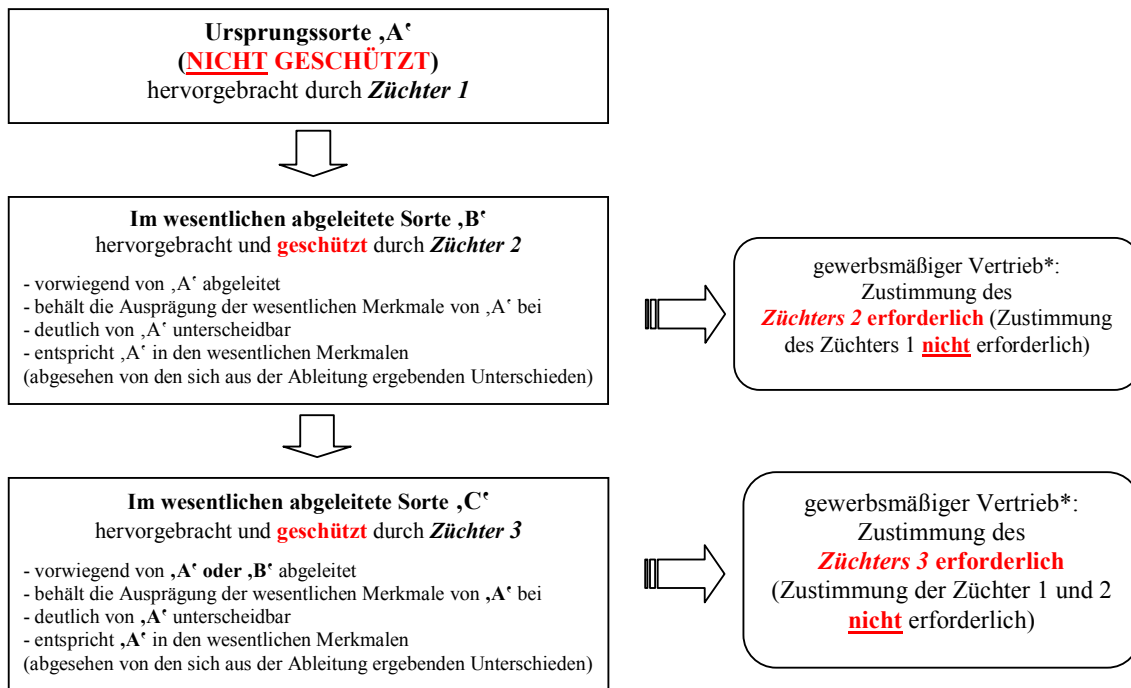 Ursprungssorte ‚A‘
(NICHT GESCHÜTZT)
hervorgebracht durch Züchter 1
Im wesentlichen abgeleitete Sorte ‚B‘
hervorgebracht und geschützt durch Züchter 2
- vorwiegend von ‚A‘ abgeleitet
- behält die Ausprägung der wesentlichen Merkmale von ‚A‘ bei
- deutlich von ‚A‘ unterscheidbar
- entspricht ‚A‘ in den wesentlichen Merkmalen
(abgesehen von den sich aus der Ableitung ergebenden Unterschieden)
gewerbsmäßiger Vertrieb*:
Zustimmung des
Züchters 2 erforderlich (Zustimmung
des Züchters 1 nicht erforderlich)
Im wesentlichen abgeleitete Sorte ‚C‘
hervorgebracht und geschützt durch Züchter 3
- vorwiegend von ‚A‘ oder ‚B‘ abgeleitet
- behält die Ausprägung der wesentlichen Merkmale von ‚A‘ bei
- deutlich von ‚A‘ unterscheidbar
- entspricht ‚A‘ in den wesentlichen Merkmalen
(abgesehen von den sich aus der Ableitung ergebenden Unterschieden)
gewerbsmäßiger Vertrieb*:
Zustimmung des
Züchters 3 erforderlich
(Zustimmung der Züchter 1 und 2
nicht erforderlich)